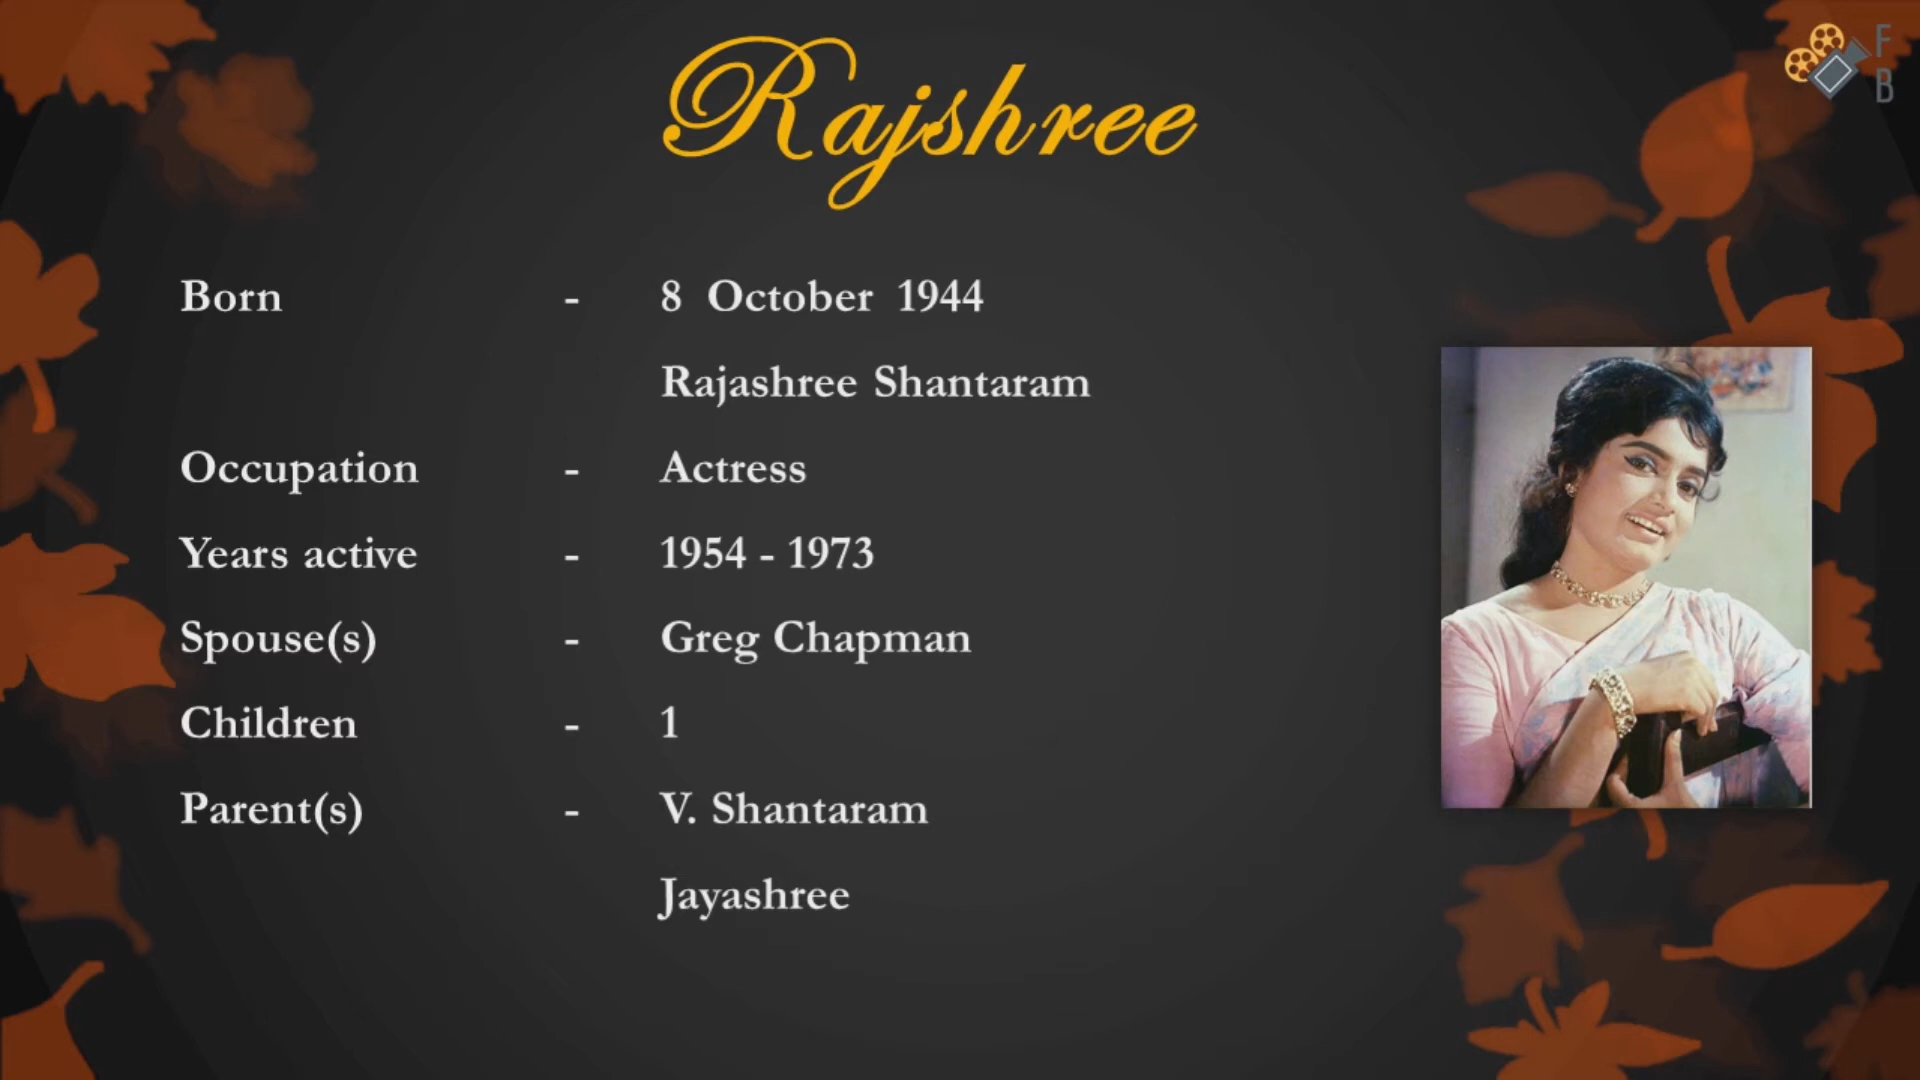 Rajshree
F
B
Born - 8 October 1944
Rajashree Shantaram
Occupation - Actress
Years active - 1954 - 1973
Spouse(s) - Greg Chapman
Children - 1
Parent(s) - V. Shantaram
Jayashree